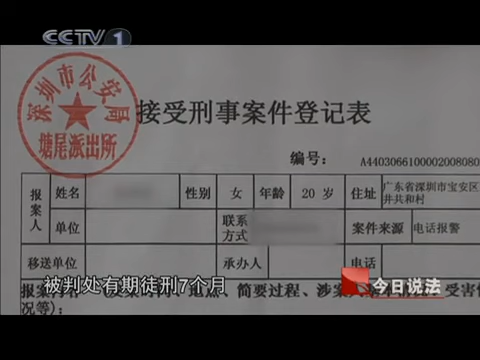 CCTV 1
深圳市公安局
塘尾派出所
接受刑事案件登记表
编号: A4403066100002008080
报案人 姓名 性别 女 年龄 20 岁 住址 广东省深圳市宝安区
井共和村
单位 联系方式 案件来源 电话报警
移送单位 承办人 电话
被判处有期徒刑7个月
今日说法
报案内容
简要过程、涉案
况等):